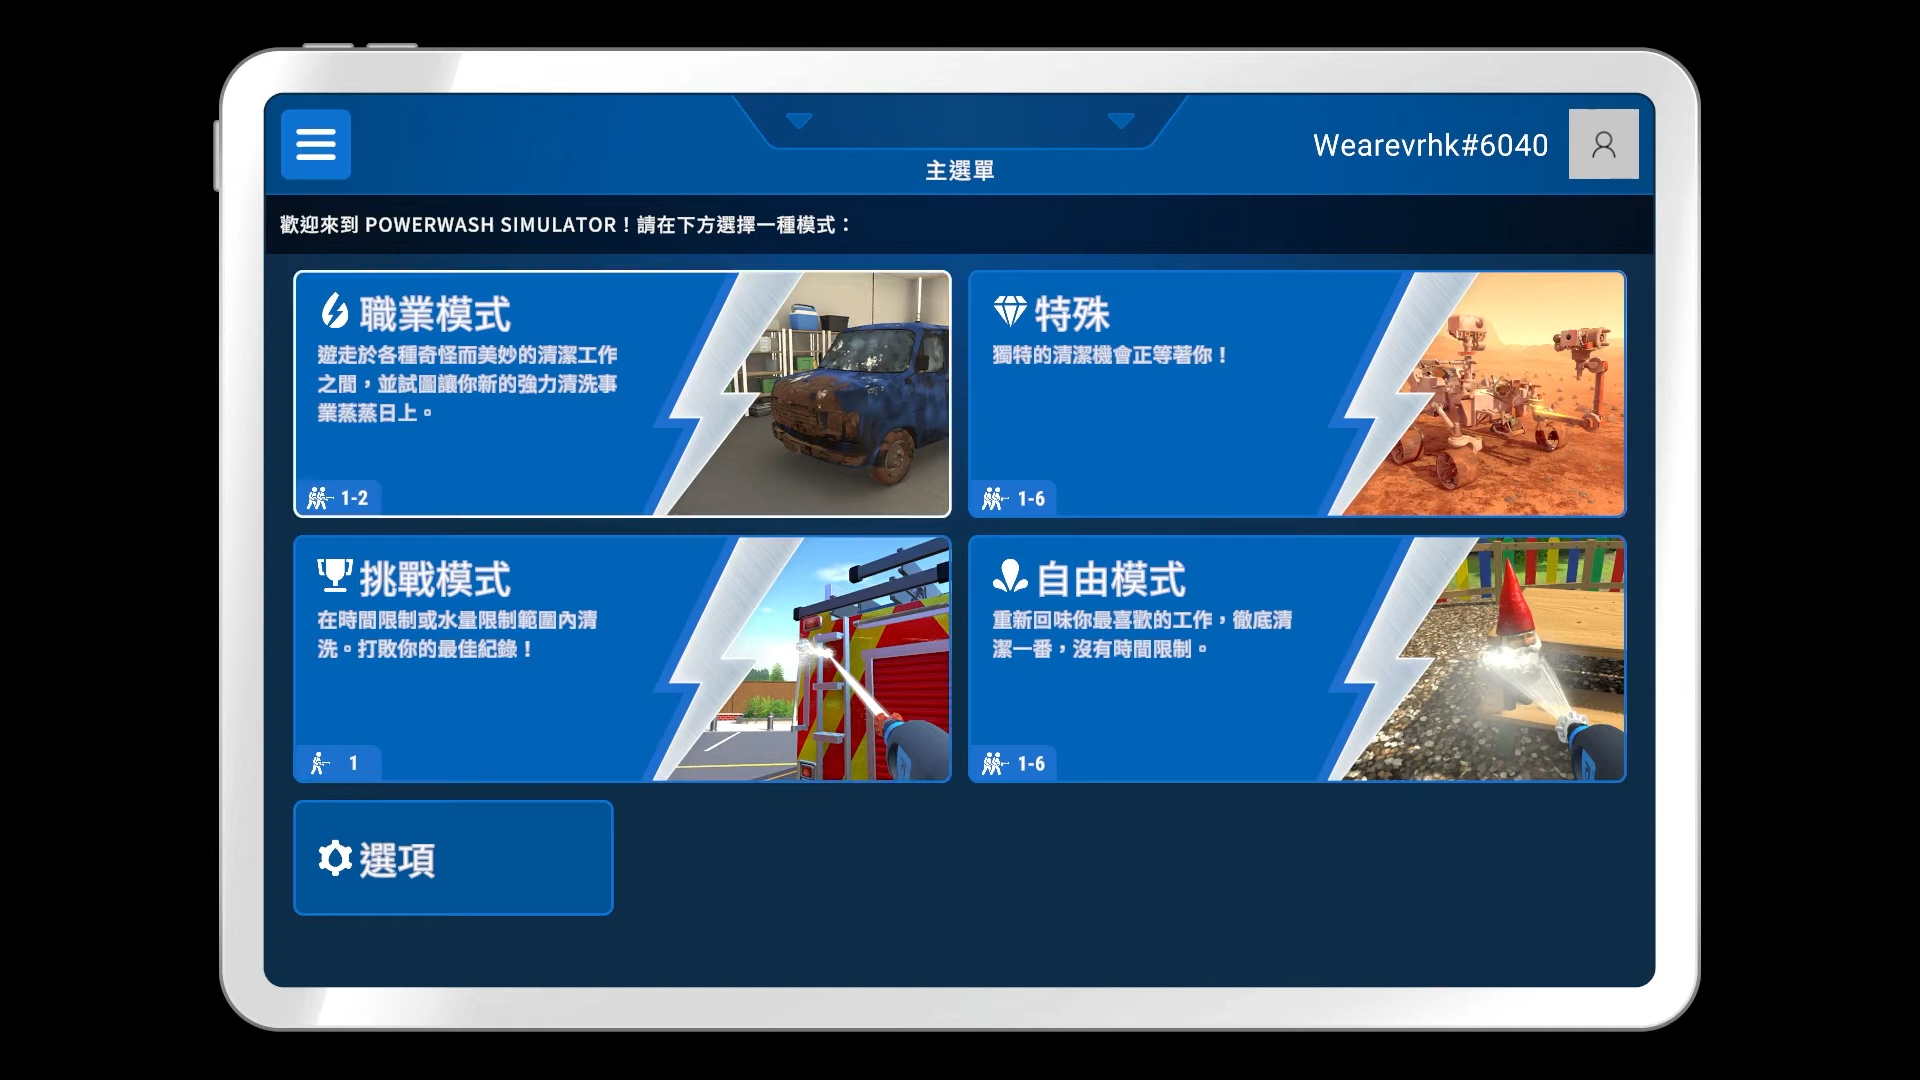 主選單
Wearevrhk#6040
歡迎來到 POWERWASH SIMULATOR！請在下方選擇一種模式：
職業模式
遊走於各種奇怪而美妙的清潔工作
之間，並試圖讓你新的強力清洗事
業蒸蒸日上。
1-2
特殊
獨特的清潔機會正等著你！
1-6
挑戰模式
在時間限制或水量限制範圍內清
洗。打敗你的最佳紀錄！
1
自由模式
重新回味你最喜歡的工作，徹底清
潔一番，沒有時間限制。
1-6
選項